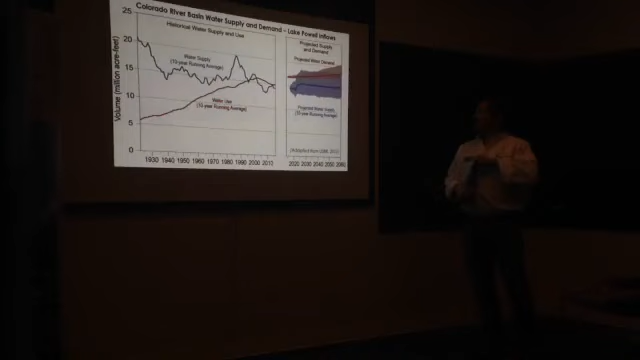 Colorado River Basin Water Supply and Demand – Lake Powell Inflows
Historical Water Supply and Use
Projected Supply
and Demand
Projected Water Demand
Water Supply
(10-year Running Average)
Water Use
(10-year Running Average)
Projected Water Supply
(10-year Running Average)
Volume (million acre-feet)
25
20
15
10
5
0
1930 1940 1950 1960 1970 1980 1990 2000 2010
2020 2030 2040 2050 2060